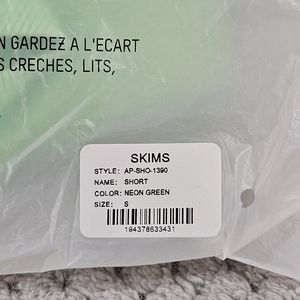 N GARDEZ A L'ECART
S CRECHES, LITS,
SKIMS
STYLE: AP-SHO-1390
NAME: SHORT
COLOR: NEON GREEN
SIZE: S
194378633431